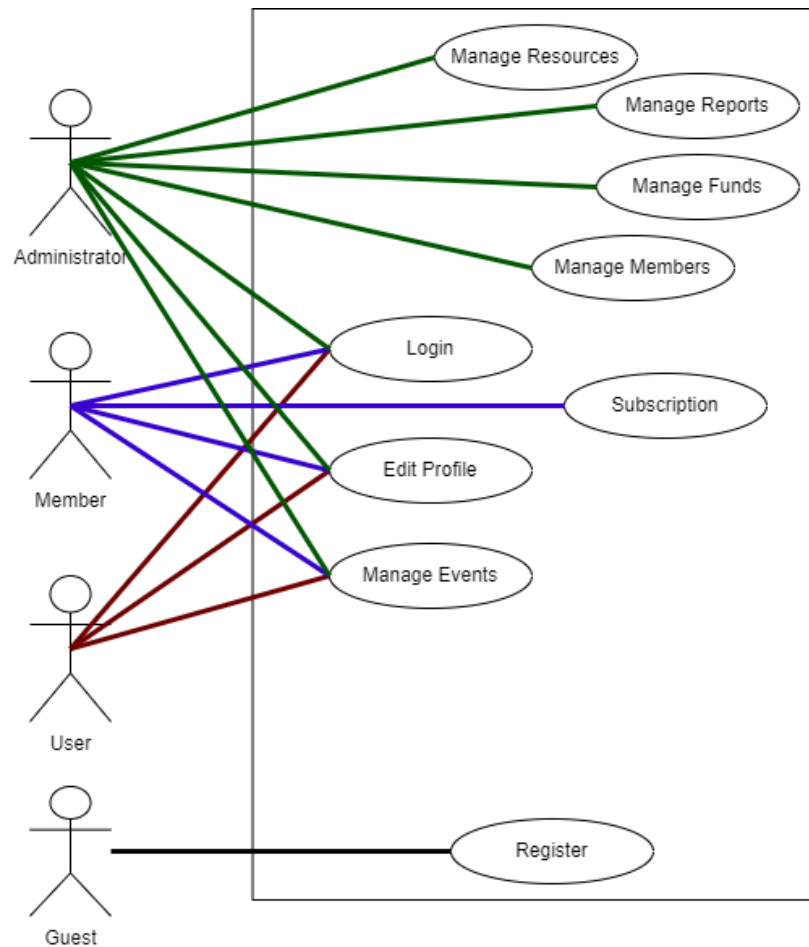 Manage Resources
Manage Reports
Manage Funds
Administrator
Manage Members
Login
Subscription
Edit Profile
Member
Manage Events
User
Register
Guest